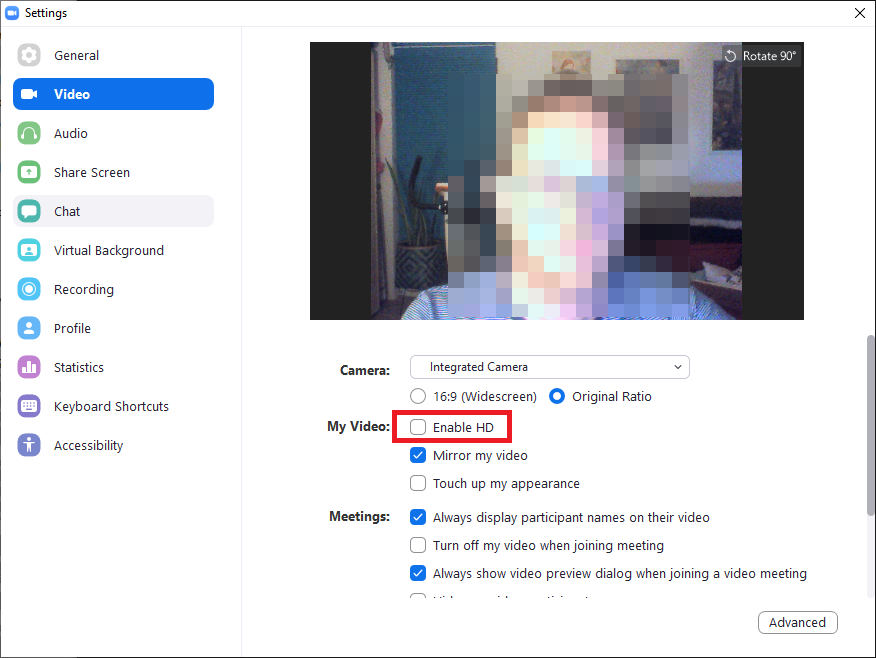 Settings
General
Video
Audio
Share Screen
Chat
Virtual Background
Recording
Profile
Statistics
Keyboard Shortcuts
Accessibility
Rotate 90°
Camera: Integrated Camera
16:9 (Widescreen) Original Ratio
My Video: Enable HD
Mirror my video
Touch up my appearance
Meetings: Always display participant names on their video
Turn off my video when joining meeting
Always show video preview dialog when joining a video meeting
Advanced